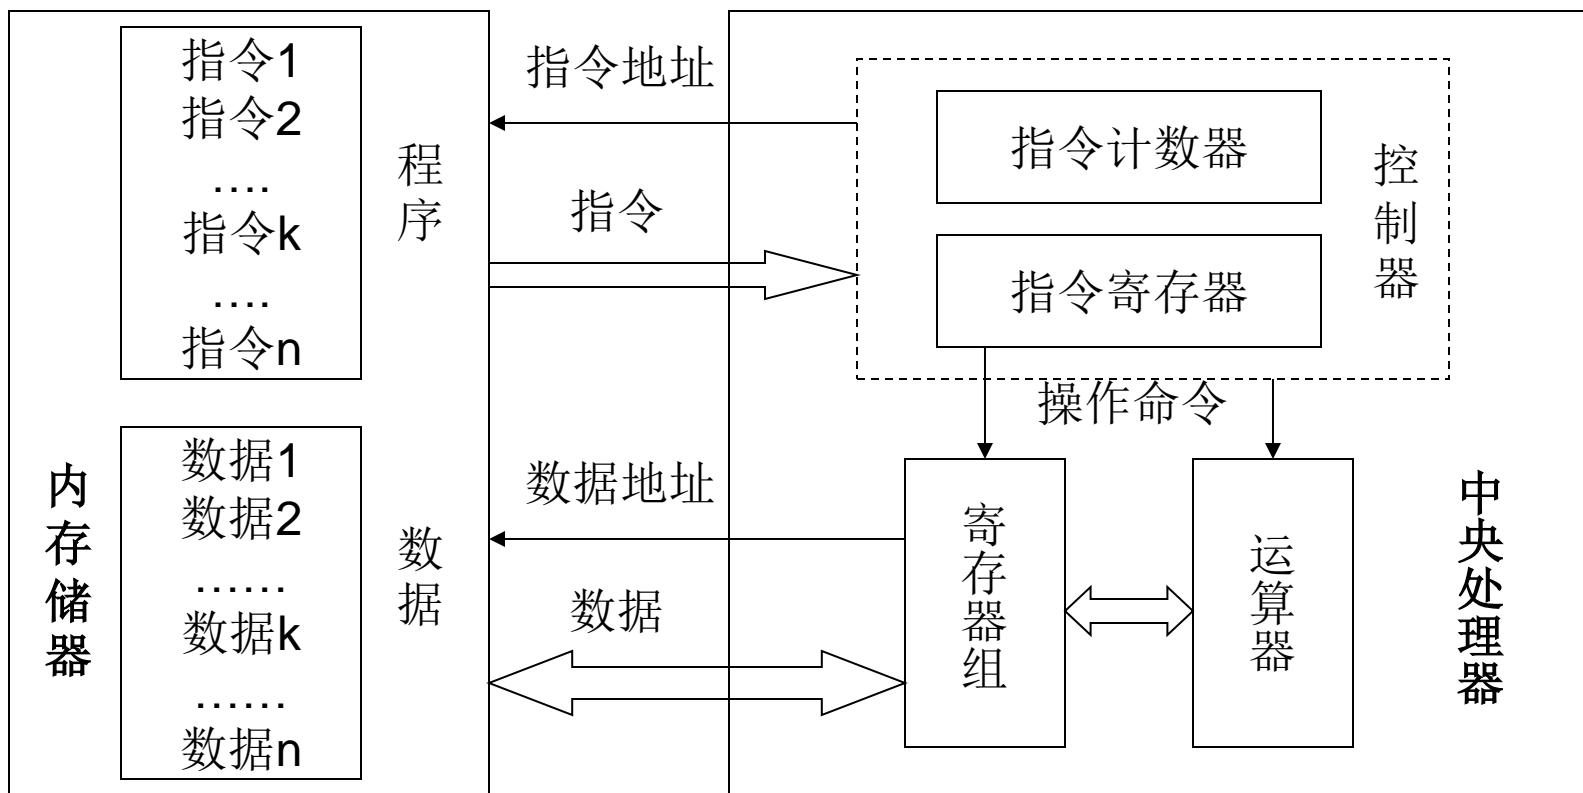 指令1
指令2
....
指令k
....
指令n
程序
数据1
数据2
......
数据k
......
数据n
数据
内存储器
指令地址
指令
数据地址
数据
指令计数器
指令寄存器
控制器
操作命令
寄存器组
运算器
中央处理器